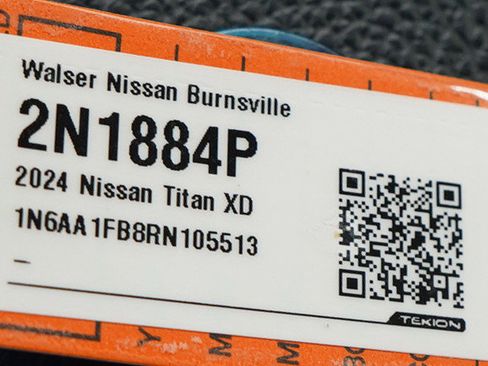 Walser Nissan Burnsville
2N1884P
2024 Nissan Titan XD
1N6AA1FB8RN105513
–
TEKION